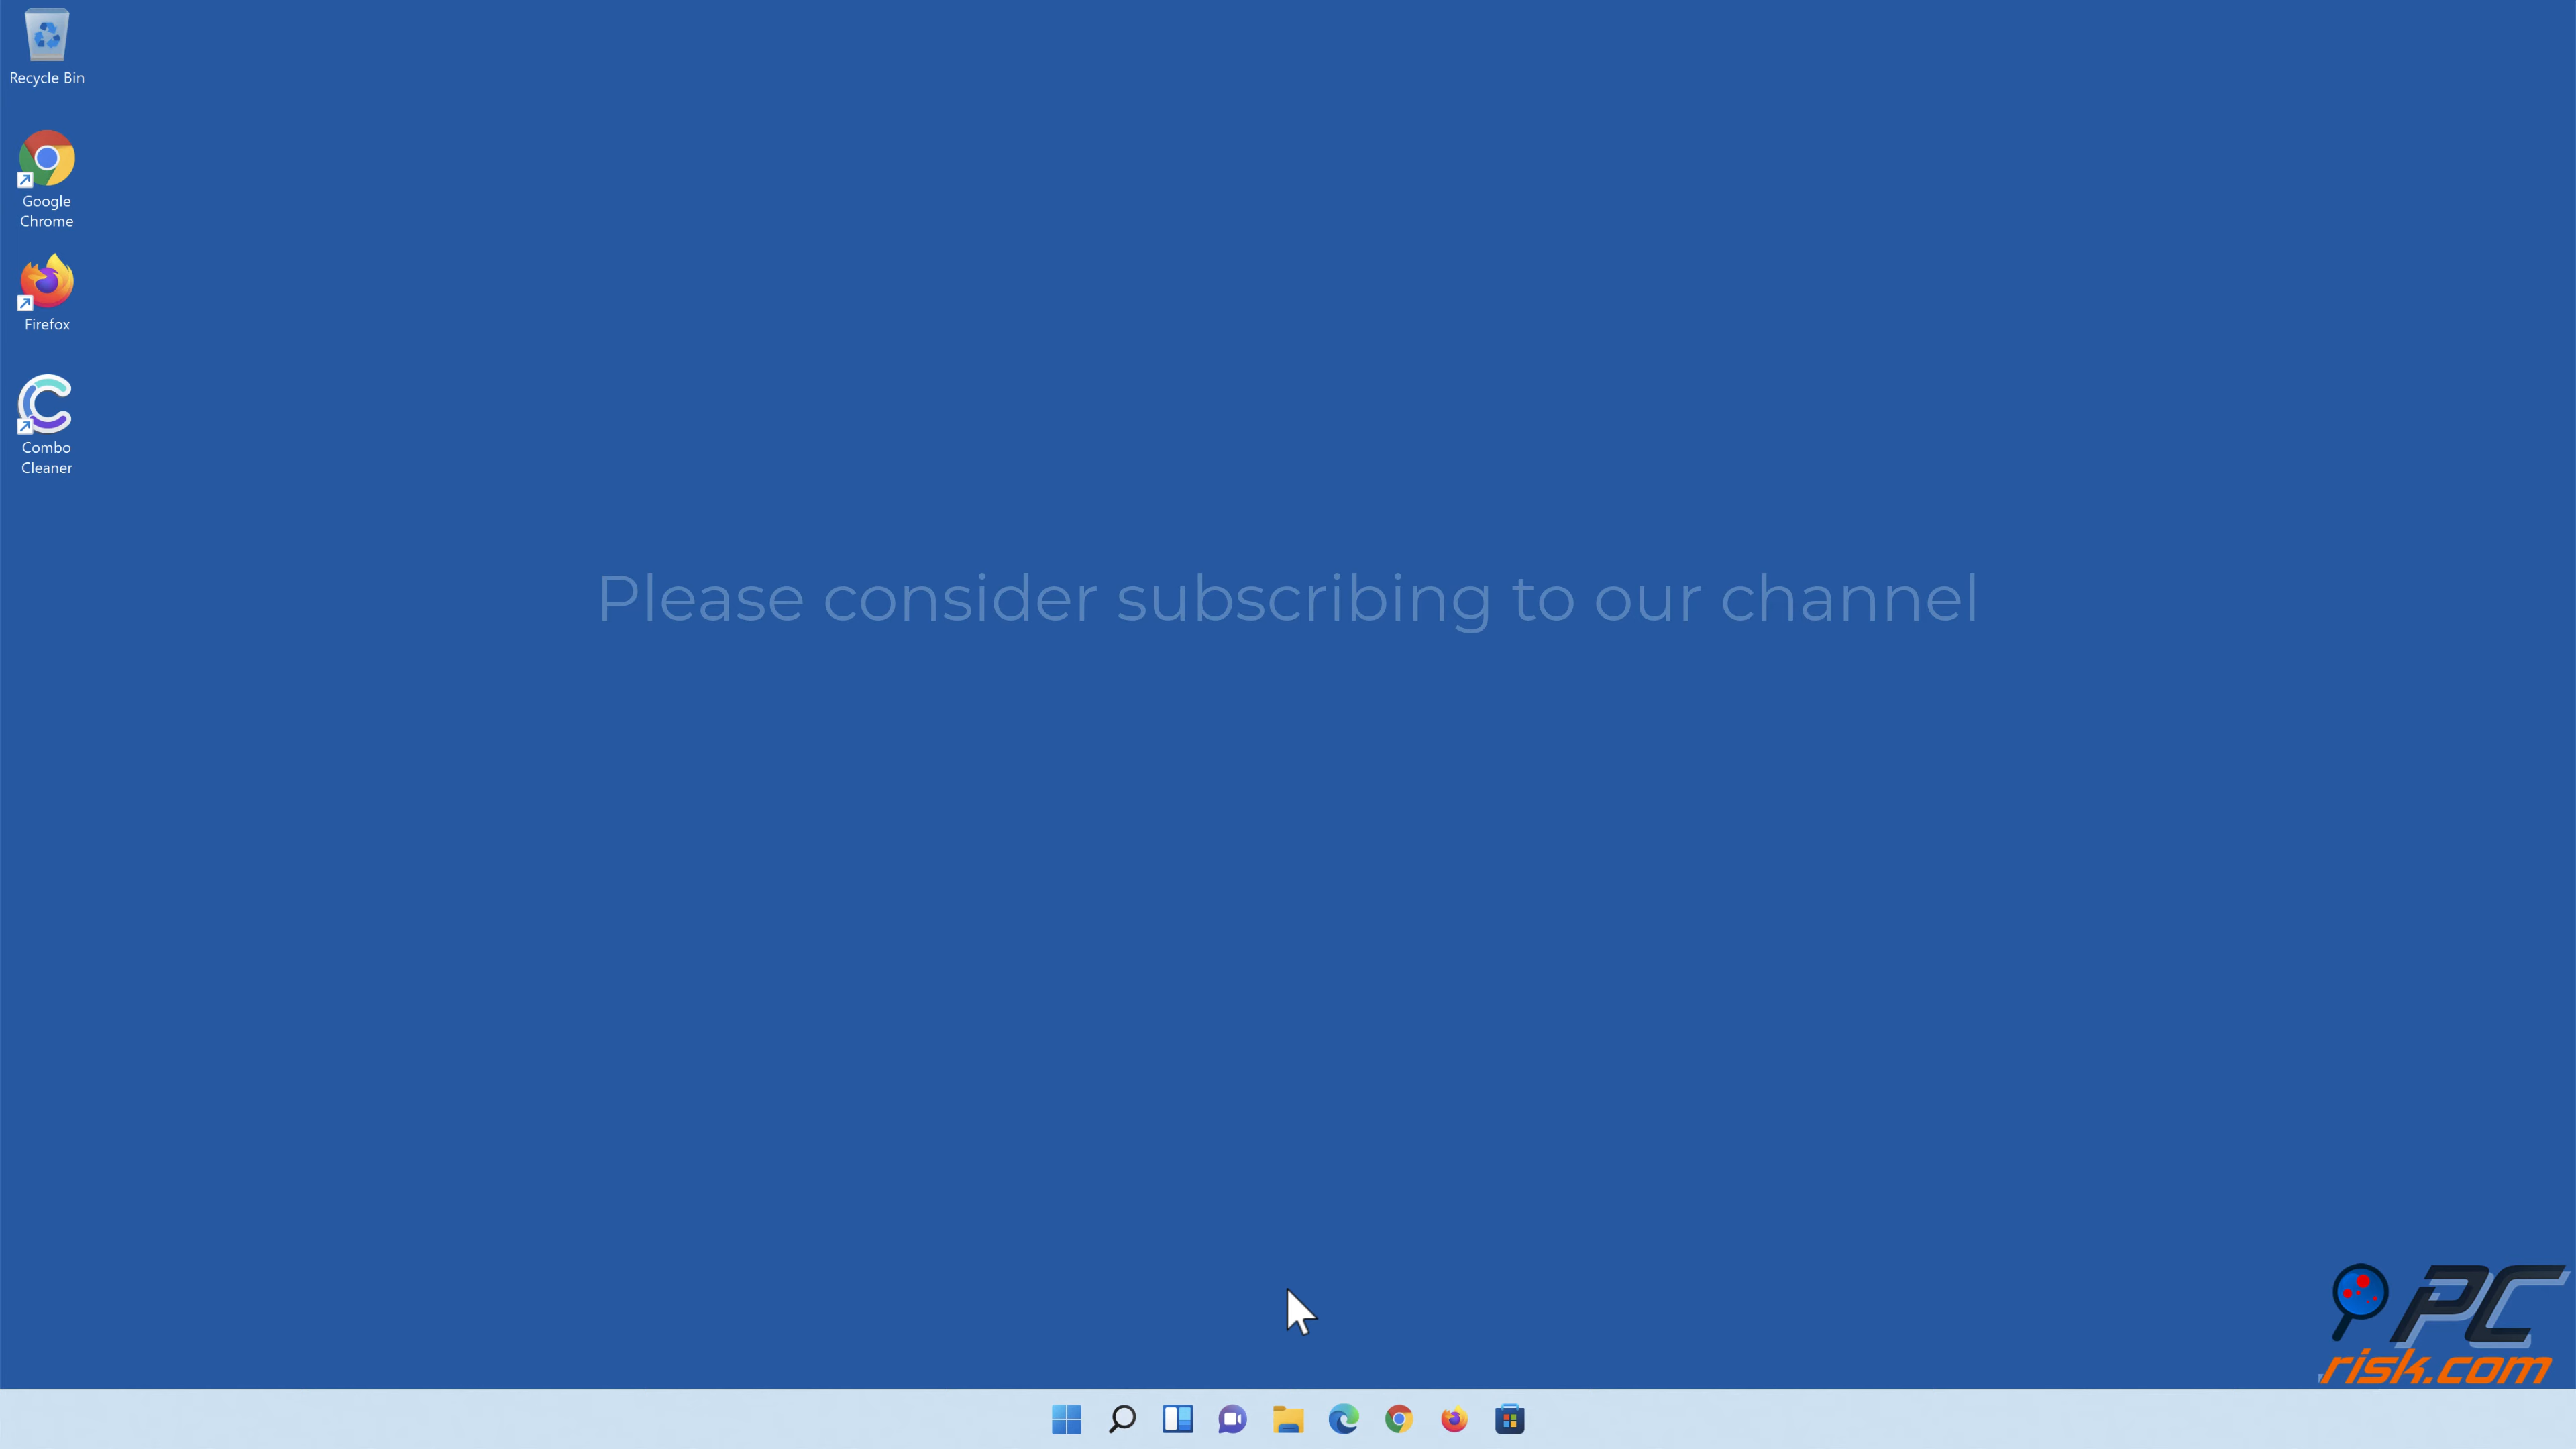 Recycle Bin
Google
Chrome
Firefox
Combo
Cleaner
Please consider subscribing to our channel
PC
risk.com